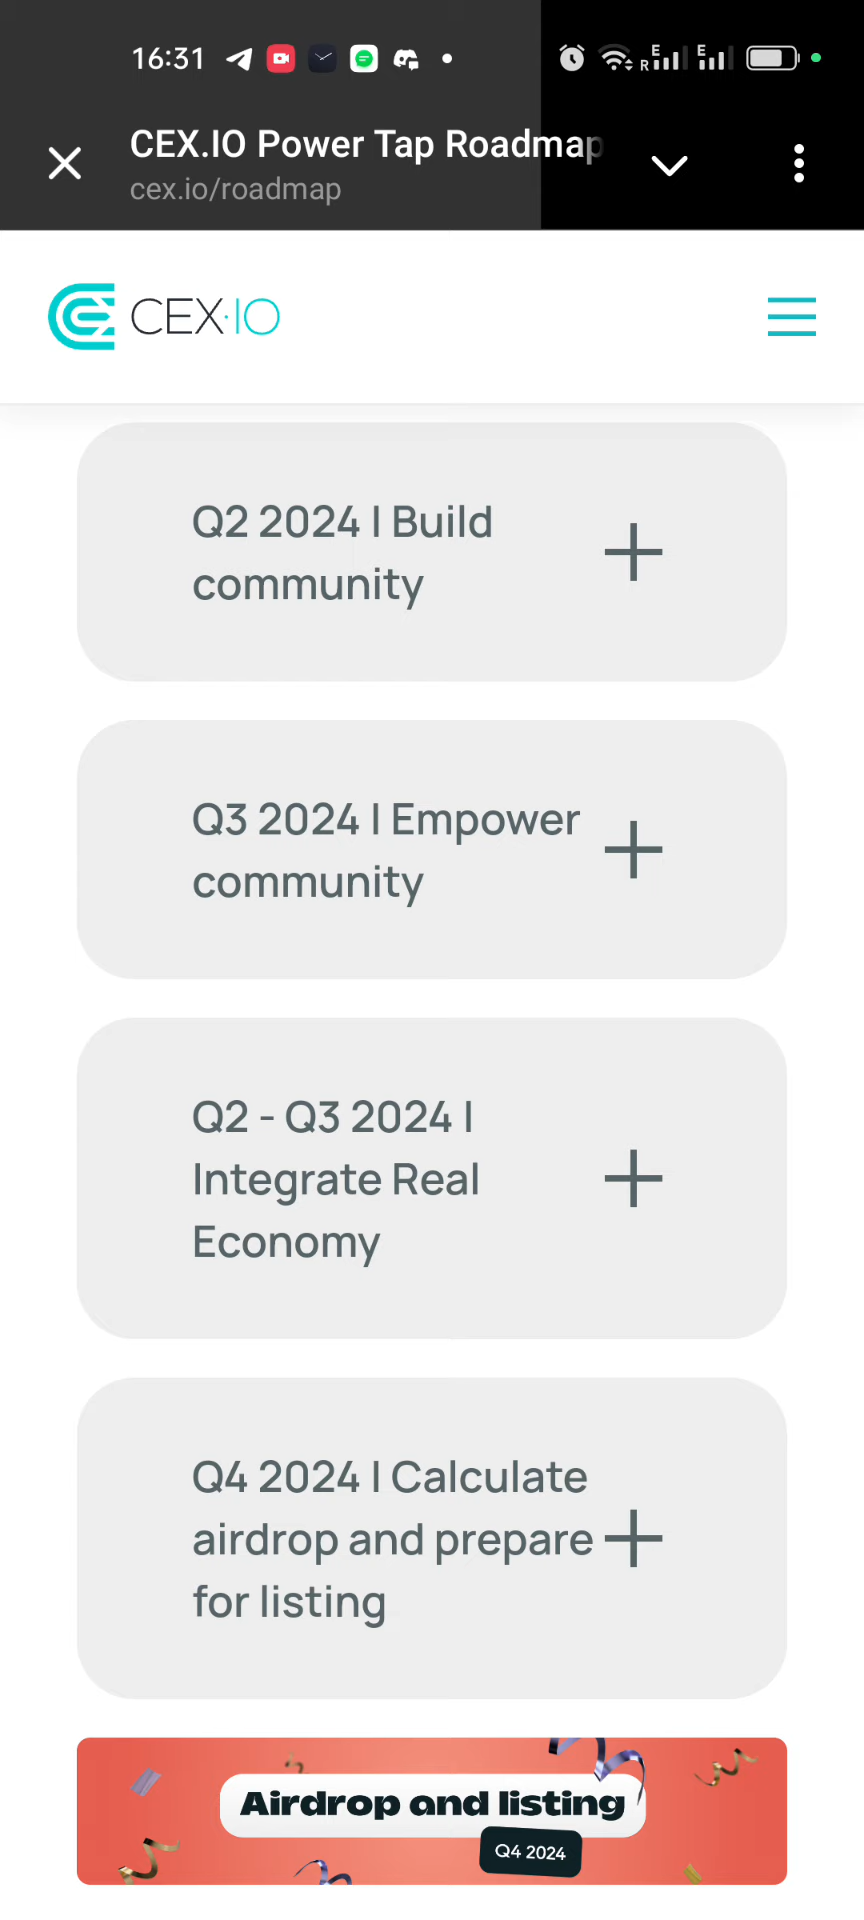 16:31
R E E
CEX.IO Power Tap Roadmap
cex.io/roadmap
CEX·IO
Q2 2024 | Build
community
Q3 2024 | Empower
community
Q2 - Q3 2024 |
Integrate Real
Economy
Q4 2024 | Calculate
airdrop and prepare
for listing
Airdrop and listing
Q4 2024